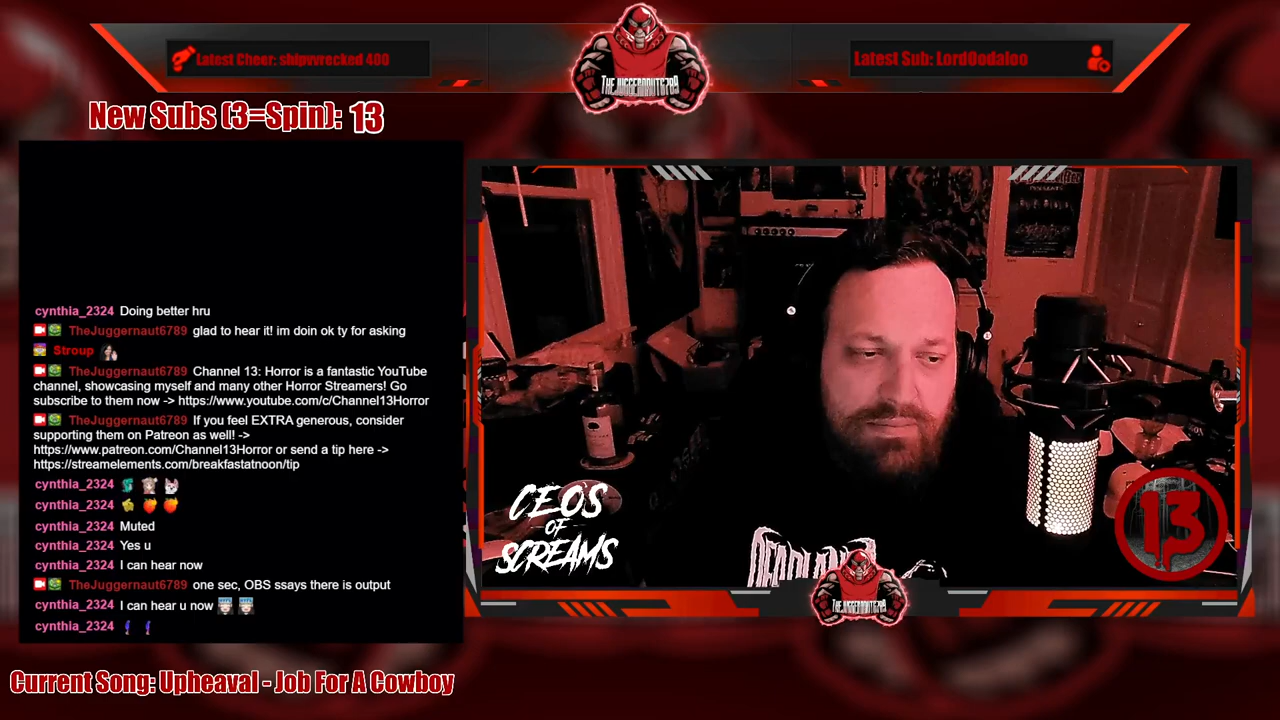 Latest Cheer: shipvvrecked 400
THEJUGGERNAUT6789
Latest Sub: LordOodaloo
New Subs (3=Spin): 13
cynthia_2324 Doing better hru
TheJuggernaut6789 glad to hear it! im doin ok ty for asking
Stroup
TheJuggernaut6789 Channel 13: Horror is a fantastic YouTube
channel, showcasing myself and many other Horror Streamers! Go
subscribe to them now -> https://www.youtube.com/c/Channel13Horror
TheJuggernaut6789 If you feel EXTRA generous, consider
supporting them on Patreon as well! ->
https://www.patreon.com/Channel13Horror or send a tip here ->
https://streamelements.com/breakfastatnoon/tip
cynthia_2324
cynthia_2324
cynthia_2324 Muted
cynthia_2324 Yes u
cynthia_2324 I can hear now
TheJuggernaut6789 one sec, OBS ssays there is output
cynthia_2324 I can hear u now
cynthia_2324
CEOS
OF
SCREAMS
13
THEJUGGERNAUT6789
Current Song: Upheaval - Job For A Cowboy